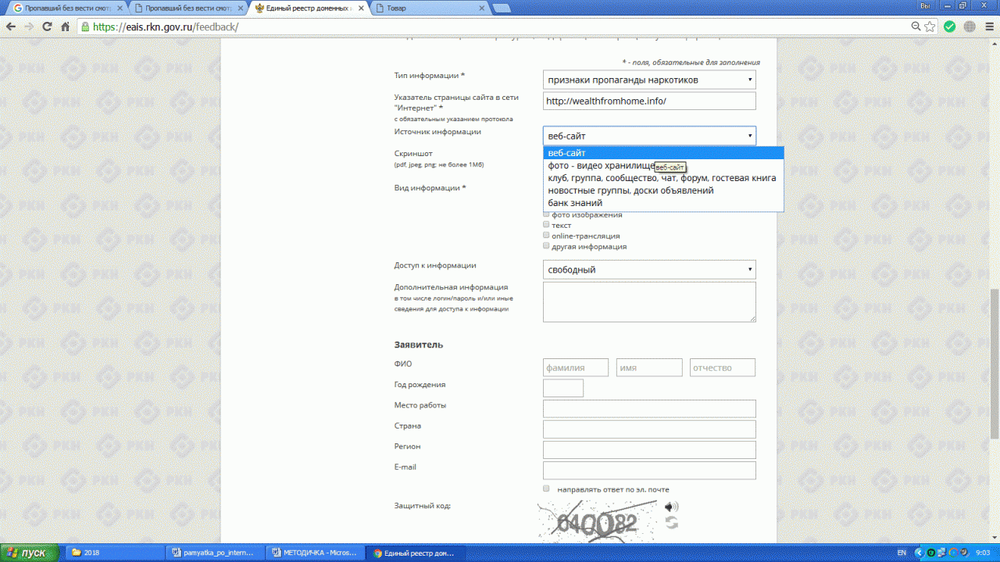 Пропавший без вести смотр
Пропавший без вести смотр
Единый реестр доменных и
Товар
Вы
https://eais.rkn.gov.ru/feedback/
* - поля, обязательные для заполнения
Тип информации *
признаки пропаганды наркотиков
Указатель страницы сайта в сети
"Интернет" *
с обязательным указанием протокола
http://wealthfromhome.info/
Источник информации
веб-сайт
Скриншот
(pdf, jpeg, png; не более 1Мб)
веб-сайт
фото - видео хранилище
веб-сайт
клуб, группа, сообщество, чат, форум, гостевая книга
новостные группы, доски объявлений
банк знаний
Вид информации *
фото изображения
текст
online-трансляция
другая информация
Доступ к информации
свободный
Дополнительная информация
в том числе логин/пароль и/или иные
сведения для доступа к информации
Заявитель
ФИО
фамилия
имя
отчество
Год рождения
Место работы
Страна
Регион
E-mail
направлять ответ по эл. почте
Защитный код:
640082
РКН
пуск
2018
pamyatka_po_intern...
МЕТОДИЧКА - Micros...
Единый реестр дом...
EN
9:03